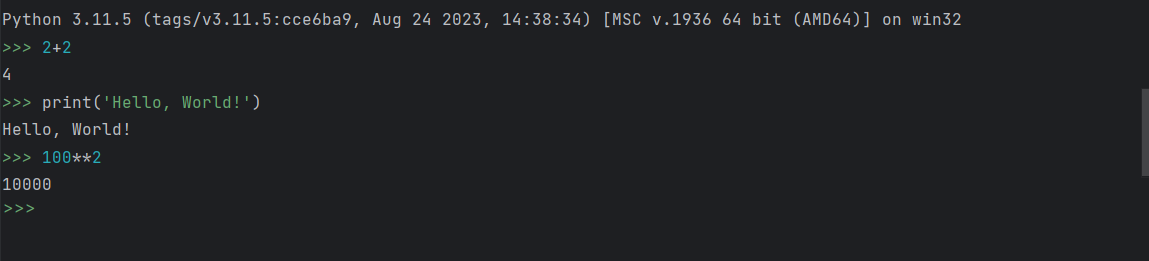 Python 3.11.5 (tags/v3.11.5:cce6ba9, Aug 24 2023, 14:38:34) [MSC v.1936 64 bit (AMD64)] on win32
>>> 2+2
4
>>> print('Hello, World!')
Hello, World!
>>> 100**2
10000
>>>